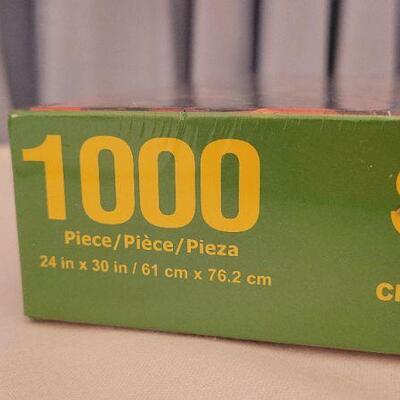 1000
Piece/Pièce/Pieza
24 in x 30 in / 61 cm x 76.2 cm